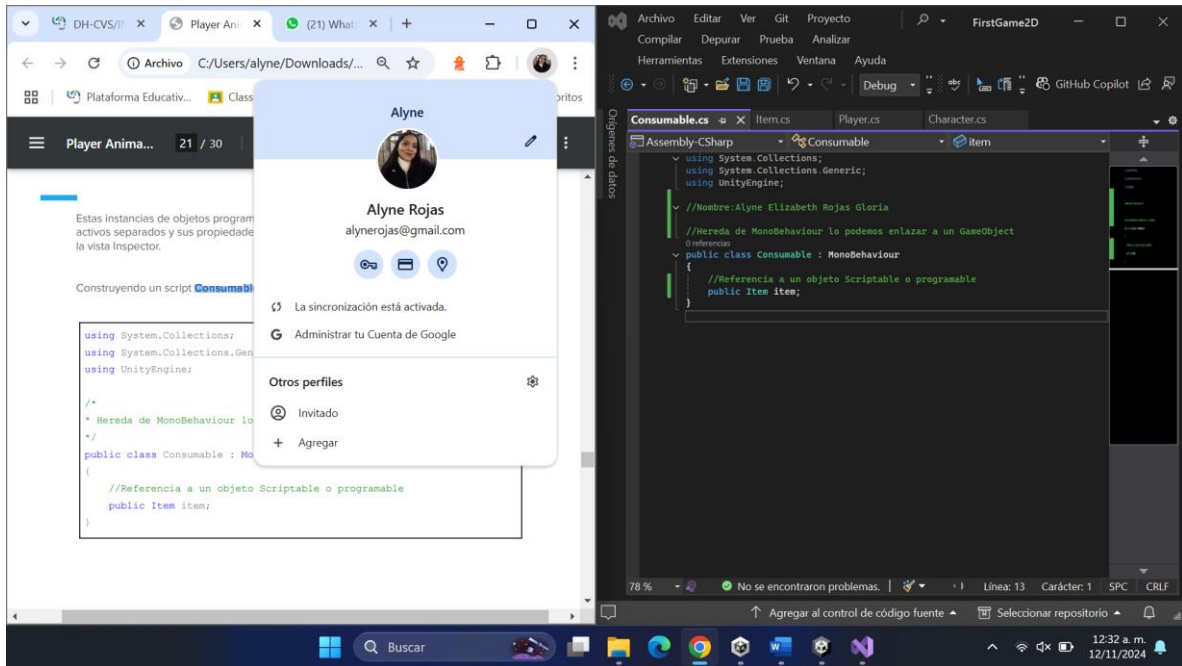 DH-CVS/I
Player Ani
(21) What
Archivo C:/Users/alyne/Downloads/...
Plataforma Educativ...
Class
oritos
Player Anima... 21 / 30
Estas instancias de objetos program
activos separados y sus propiedade
la vista Inspector.
Construyendo un script Consumabl
using System.Collections;
using System.Collections.Gen
using UnityEngine;
/*
* Hereda de MonoBehaviour lo
*/
public class Consumable : Mo
{
//Referencia a un objeto Scriptable o programable
public Item item;
}
Alyne
Alyne Rojas
alynerojas@gmail.com
La sincronización está activada.
G Administrar tu Cuenta de Google
Otros perfiles
Invitado
+ Agregar
Archivo Editar Ver Git Proyecto
FirstGame2D
Compilar Depurar Prueba Analizar
Herramientas Extensiones Ventana Ayuda
Debug
GitHub Copilot
Orígenes de datos
Consumable.cs Item.cs Player.cs Character.cs
Assembly-CSharp Consumable item
using System.Collections;
using System.Collections.Generic;
using UnityEngine;
//Nombre:Alyne Elizabeth Rojas Gloria
//Hereda de MonoBehaviour lo podemos enlazar a un GameObject
0 referencias
public class Consumable : MonoBehaviour
{
//Referencia a un objeto Scriptable o programable
public Item item;
}
78 % No se encontraron problemas. Línea: 13 Carácter: 1 SPC CRLF
Agregar al control de código fuente Seleccionar repositorio
Buscar
12:32 a. m.
12/11/2024